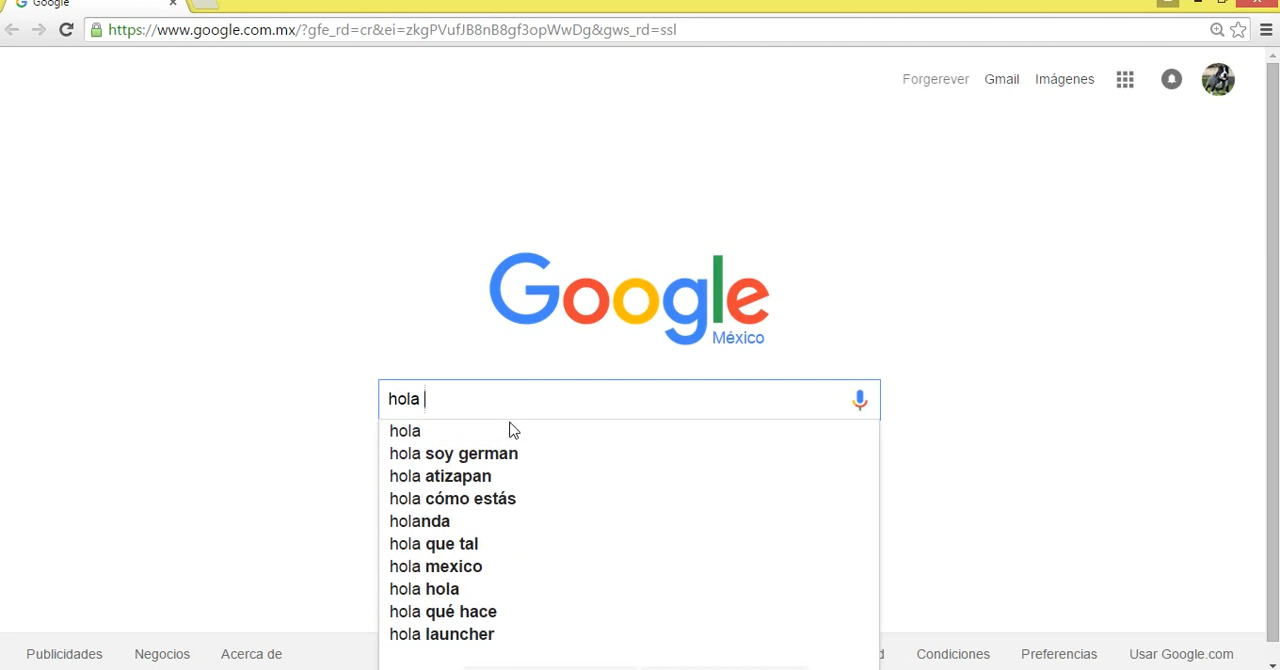 Google
https://www.google.com.mx/?gfe_rd=cr&ei=zkgPVufJB8nB8gf3opWwDg&gws_rd=ssl
Forgerever Gmail Imágenes
Google
México
hola
hola
hola soy german
hola atizapan
hola cómo estás
holanda
hola que tal
hola mexico
hola hola
hola qué hace
hola launcher
Publicidades Negocios Acerca de Condiciones Preferencias Usar Google.com